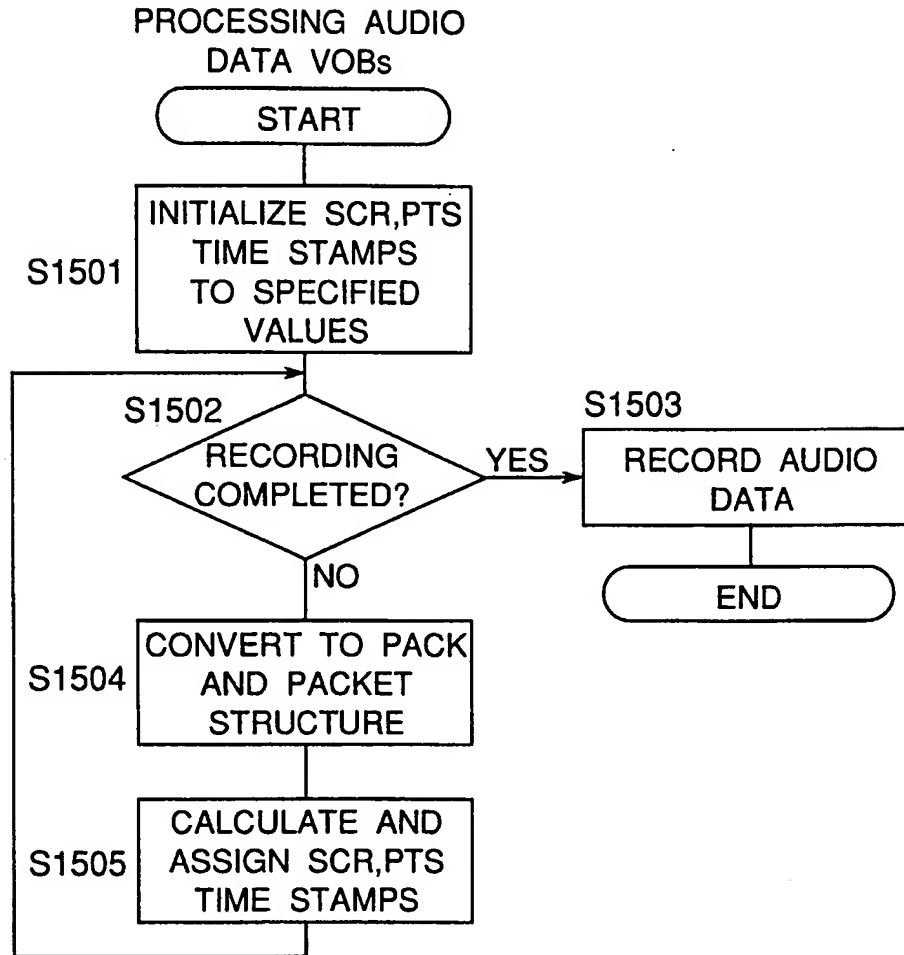 PROCESSING AUDIO
DATA VOBs
START
S1501
INITIALIZE SCR,PTS
TIME STAMPS
TO SPECIFIED
VALUES
S1502
RECORDING
COMPLETED?
YES
S1503
RECORD AUDIO
DATA
END
NO
S1504
CONVERT TO PACK
AND PACKET
STRUCTURE
S1505
CALCULATE AND
ASSIGN SCR,PTS
TIME STAMPS